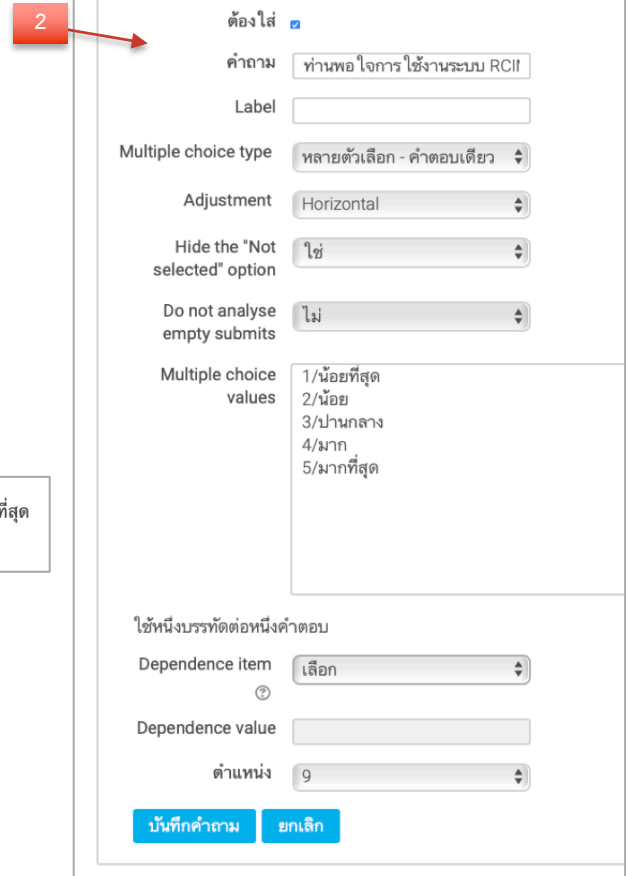 2
ต้องใส่
คำถาม ท่านพอใจการใช้งานระบบ
Label
Multiple choice type หลายตัวเลือก - คำตอบเดียว
Adjustment Horizontal
Hide the "Not
selected" option ใช่
Do not analyse
empty submits ไม่
Multiple choice
values
1/น้อยที่สุด
2/น้อย
3/ปานกลาง
4/มาก
5/มากที่สุด
ที่สุด
ใช้หนึ่งบรรทัดต่อหนึ่งคำตอบ
Dependence item เลือก
?
Dependence value
ตำแหน่ง 9
บันทึกคำถาม ยกเลิก